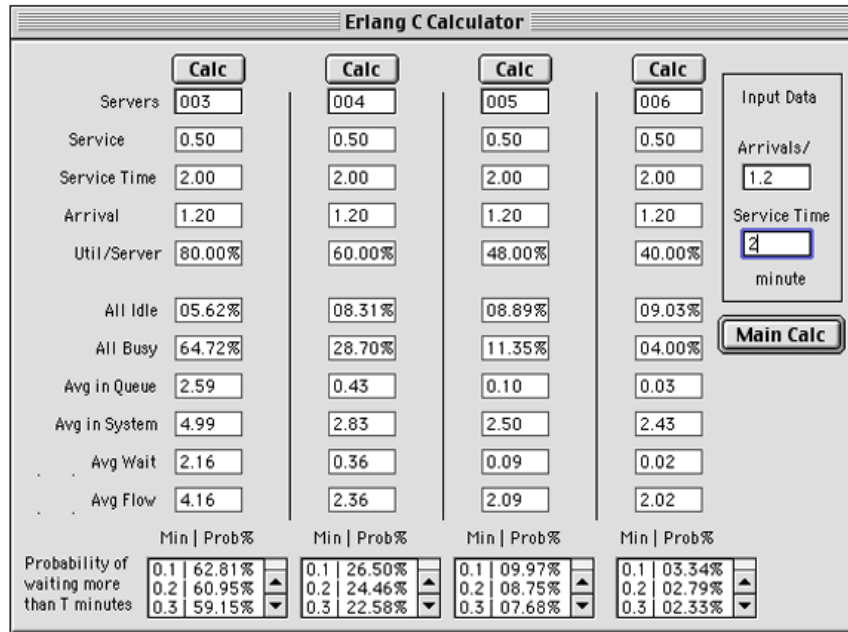 Erlang C Calculator
Calc Calc Calc Calc
Servers 003 004 005 006 Input Data
Service 0.50 0.50 0.50 0.50 Arrivals/
Service Time 2.00 2.00 2.00 2.00 1.2
Arrival 1.20 1.20 1.20 1.20 Service Time
Util/Server 80.00% 60.00% 48.00% 40.00% 2
minute
All Idle 05.62% 08.31% 08.89% 09.03%
All Busy 64.72% 28.70% 11.35% 04.00% Main Calc
Avg in Queue 2.59 0.43 0.10 0.03
Avg in System 4.99 2.83 2.50 2.43
Avg Wait 2.16 0.36 0.09 0.02
Avg Flow 4.16 2.36 2.09 2.02
Min | Prob% Min | Prob% Min | Prob% Min | Prob%
Probability of 0.1 | 62.81% 0.1 | 26.50% 0.1 | 09.97% 0.1 | 03.34%
waiting more 0.2 | 60.95% 0.2 | 24.46% 0.2 | 08.75% 0.2 | 02.79%
than T minutes 0.3 | 59.15% 0.3 | 22.58% 0.3 | 07.68% 0.3 | 02.33%